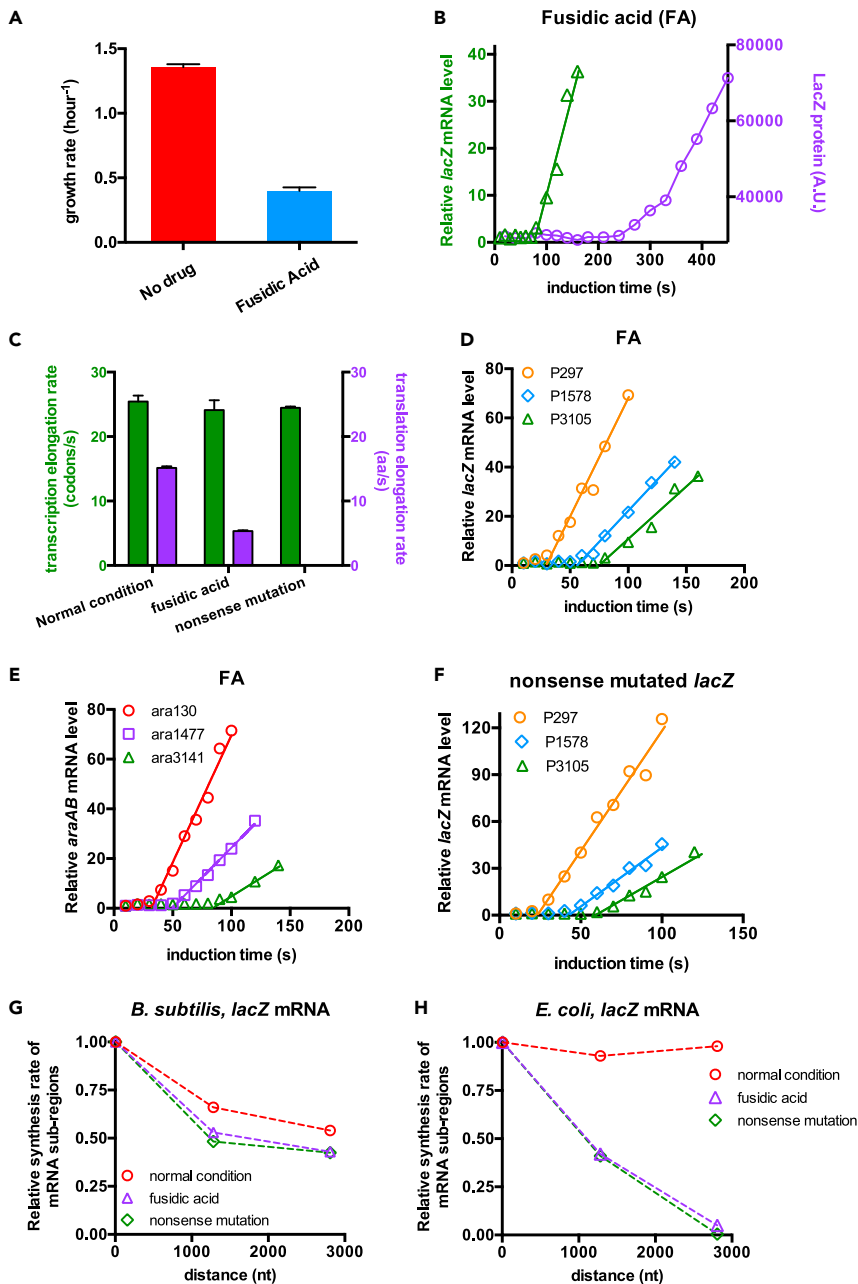 A
growth rate (hour-1)
1.5
1.0
0.5
0.0
No drug
Fusidic Acid
B
Fusidic acid (FA)
Relative lacZ mRNA level
40
30
20
10
0
0
100
200
300
400
induction time (s)
80000
60000
40000
LacZ protein (A.U.)
C
transcription elongation rate
(codons/s)
30
20
10
0
Normal condition
fusidic acid
nonsense mutation
30
20
10
0
translation elongation rate
(aa/s)
D
FA
P297
P1578
P3105
Relative lacZ mRNA level
80
60
40
20
0
0
50
100
150
200
induction time (s)
E
FA
ara130
ara1477
ara3141
Relative araAB mRNA level
80
60
40
20
0
0
50
100
150
200
induction time (s)
F
nonsense mutated lacZ
P297
P1578
P3105
Relative lacZ mRNA level
120
90
60
30
0
0
50
100
150
induction time (s)
G
B. subtilis, lacZ mRNA
Relative synthesis rate of
mRNA sub-regions
1.00
0.75
0.50
0.25
0.00
normal condition
fusidic acid
nonsense mutation
0
1000
2000
3000
distance (nt)
H
E. coli, lacZ mRNA
Relative synthesis rate of
mRNA sub-regions
1.00
0.75
0.50
0.25
0.00
normal condition
fusidic acid
nonsense mutation
0
1000
2000
3000
distance (nt)